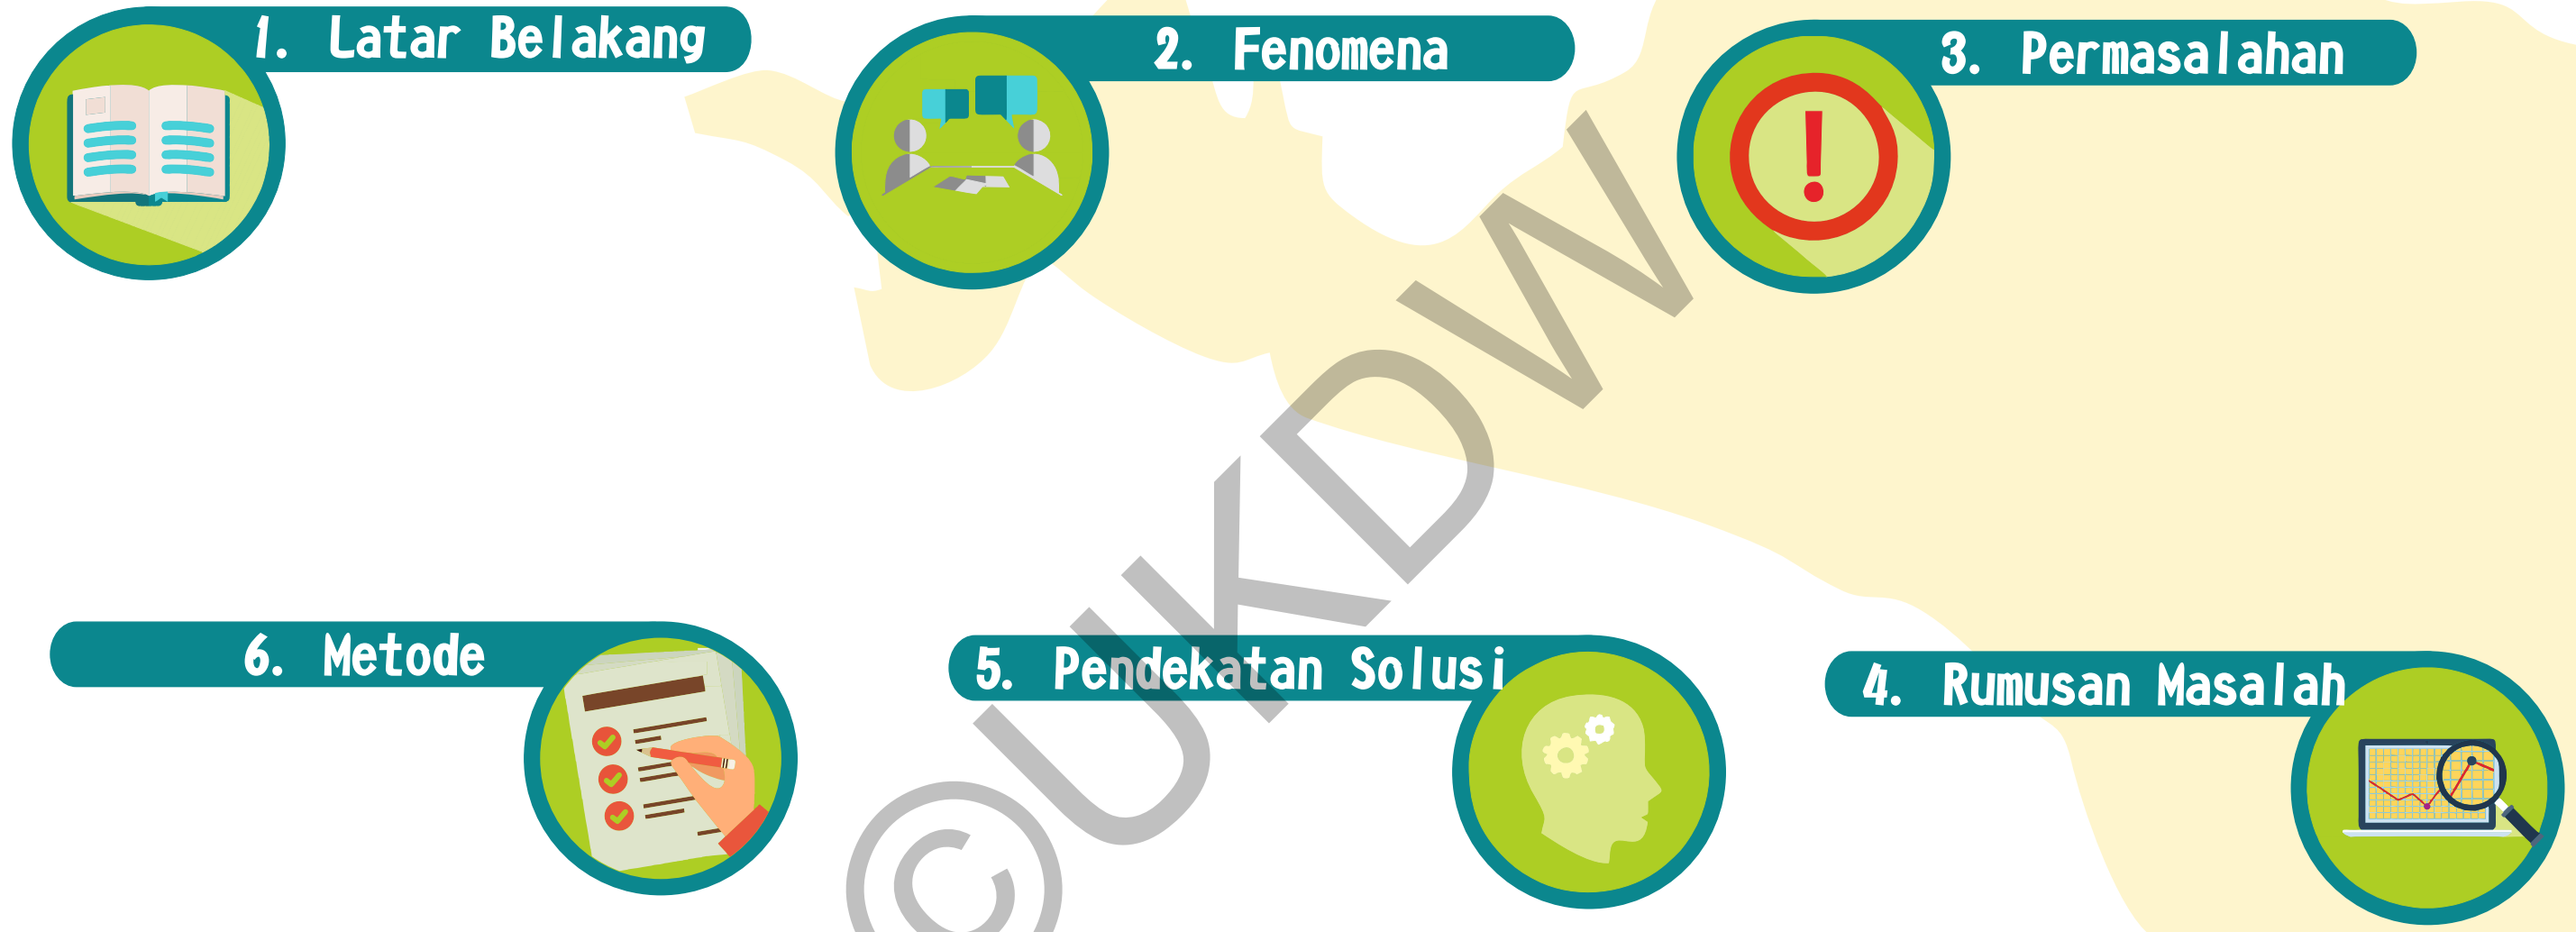 1. Latar Belakang
2. Fenomena
3. Permasalahan
6. Metode
5. Pendekatan Solusi
4. Rumusan Masalah
©UKDW